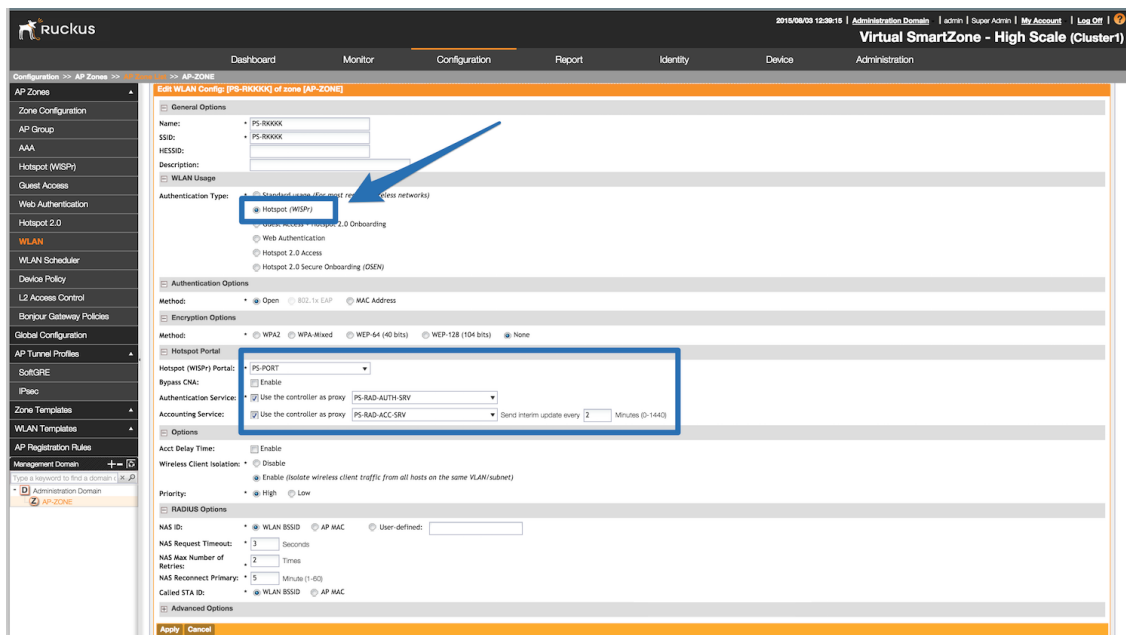 2015/08/03 12:39:15 | Administration Domain | admin | Super Admin | My Account | Log Off | ?
Ruckus
Virtual SmartZone - High Scale (Cluster1)
Dashboard Monitor Configuration Report Identity Device Administration
Configuration >> AP Zones >> AP Zone List >> AP-ZONE
AP Zones
Zone Configuration
AP Group
AAA
Hotspot (WISPr)
Guest Access
Web Authentication
Hotspot 2.0
WLAN
WLAN Scheduler
Device Policy
L2 Access Control
Bonjour Gateway Policies
Global Configuration
AP Tunnel Profiles
SoftGRE
IPsec
Zone Templates
WLAN Templates
AP Registration Rules
Management Domain
Type a keyword to find a domain
D Administration Domain
Z AP-ZONE
Edit WLAN Config: [PS-RKKKK] of zone [AP-ZONE]
General Options
Name: * PS-RKKKK
SSID: * PS-RKKKK
HESSID:
Description:
WLAN Usage
Authentication Type: * Standard usage (For most regular wireless networks)
Hotspot (WISPr)
Guest Access + Hotspot 2.0 Onboarding
Web Authentication
Hotspot 2.0 Access
Hotspot 2.0 Secure Onboarding (OSEN)
Authentication Options
Method: * Open 802.1x EAP MAC Address
Encryption Options
Method: * WPA2 WPA-Mixed WEP-64 (40 bits) WEP-128 (104 bits) None
Hotspot Portal
Hotspot (WISPr) Portal: * PS-PORT
Bypass CNA: Enable
Authentication Service: * Use the controller as proxy PS-RAD-AUTH-SRV
Accounting Service: Use the controller as proxy PS-RAD-ACC-SRV Send interim update every 2 Minutes (0-1440)
Options
Acct Delay Time: Enable
Wireless Client Isolation: * Disable
Enable (Isolate wireless client traffic from all hosts on the same VLAN/subnet)
Priority: * High Low
RADIUS Options
NAS ID: * WLAN BSSID AP MAC User-defined:
NAS Request Timeout: * 3 Seconds
NAS Max Number of
Retries: * 2 Times
NAS Reconnect Primary: * 5 Minute (1-60)
Called STA ID: * WLAN BSSID AP MAC
Advanced Options
Apply Cancel